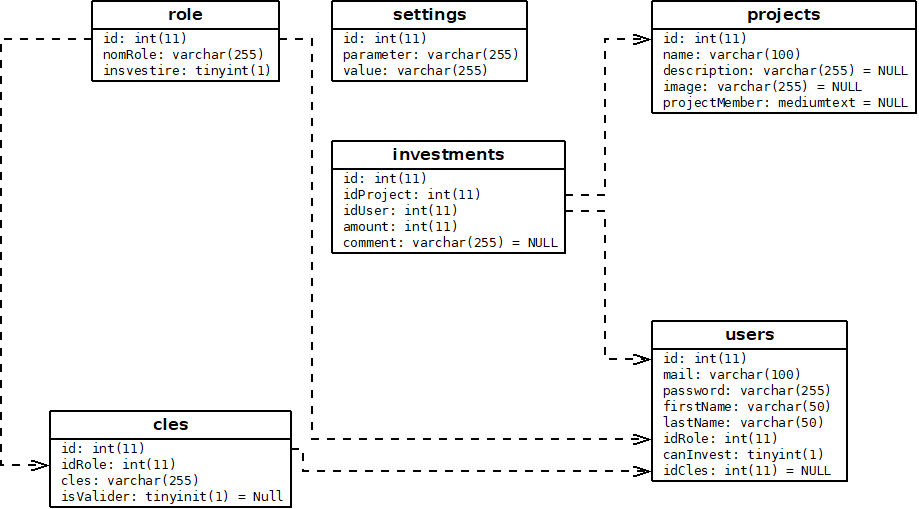 role
id: int(11)
nomRole: varchar(255)
insvestire: tinyint(1)
settings
id: int(11)
parameter: varchar(255)
value: varchar(255)
projects
id: int(11)
name: varchar(100)
description: varchar(255) = NULL
image: varchar(255) = NULL
projectMember: mediumtext = NULL
investments
id: int(11)
idProject: int(11)
idUser: int(11)
amount: int(11)
comment: varchar(255) = NULL
users
id: int(11)
mail: varchar(100)
password: varchar(255)
firstName: varchar(50)
lastName: varchar(50)
idRole: int(11)
canInvest: tinyint(1)
idCles: int(11) = NULL
cles
id: int(11)
idRole: int(11)
cles: varchar(255)
isValider: tinyinit(1) = Null